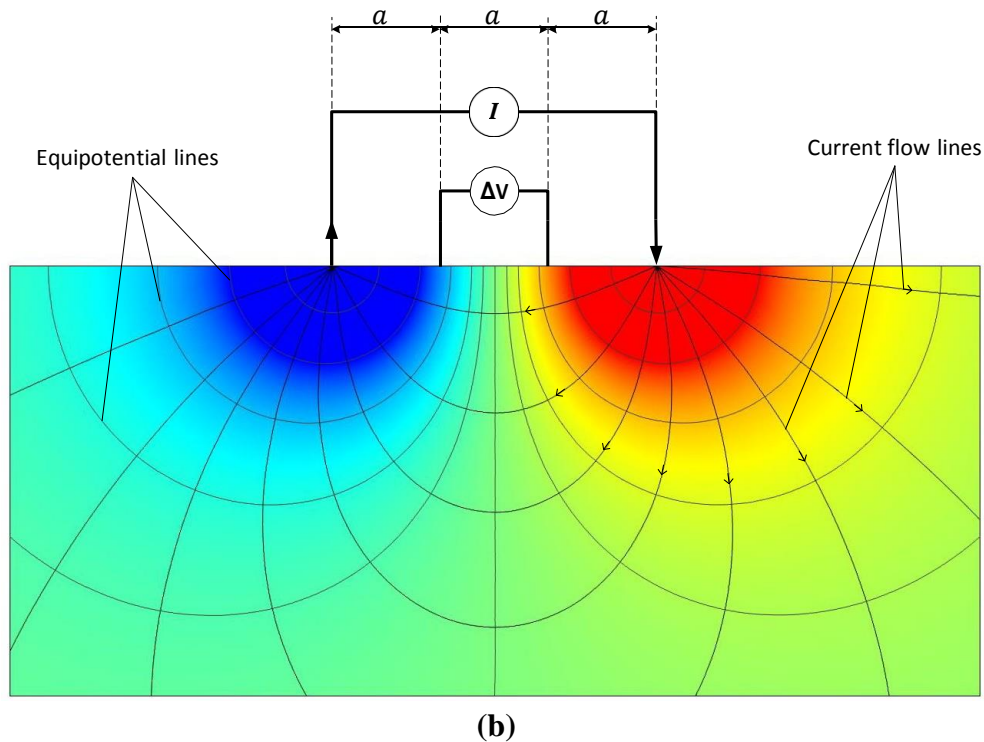 a a a
I
Equipotential lines
Current flow lines
ΔV
(b)